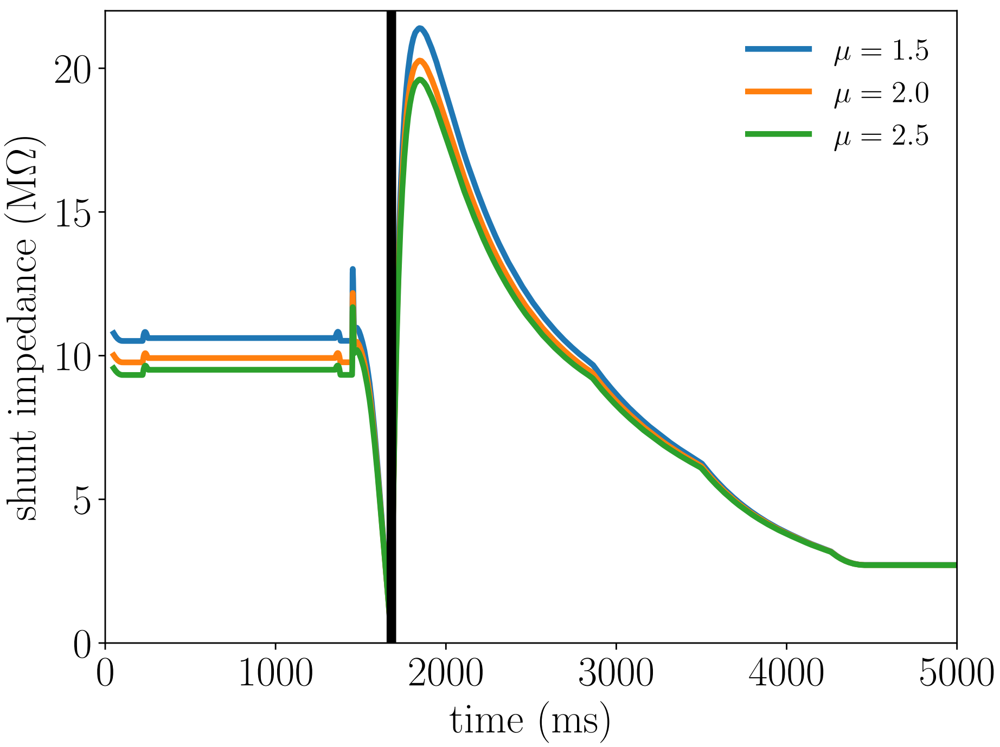 shunt impedance (MΩ)
20
15
10
5
0
μ = 1.5
μ = 2.0
μ = 2.5
0 1000 2000 3000 4000 5000
time (ms)